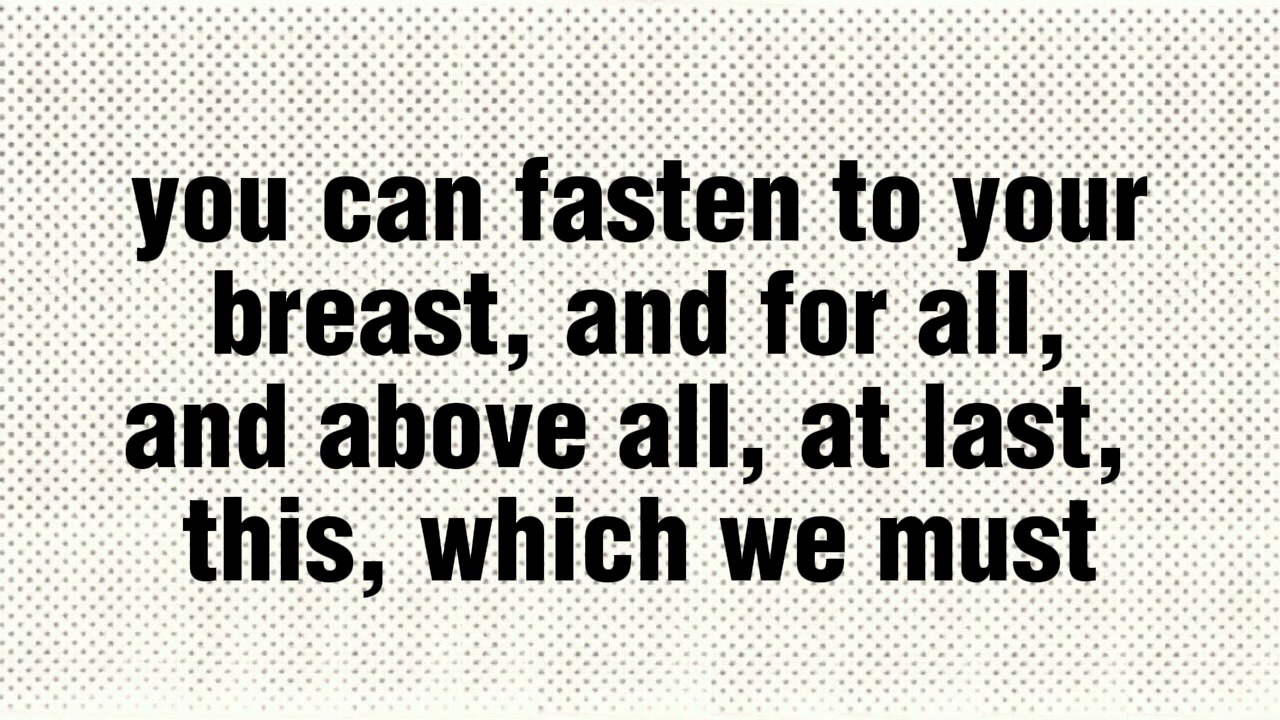 you can fasten to your
breast, and for all,
and above all, at last,
this, which we must